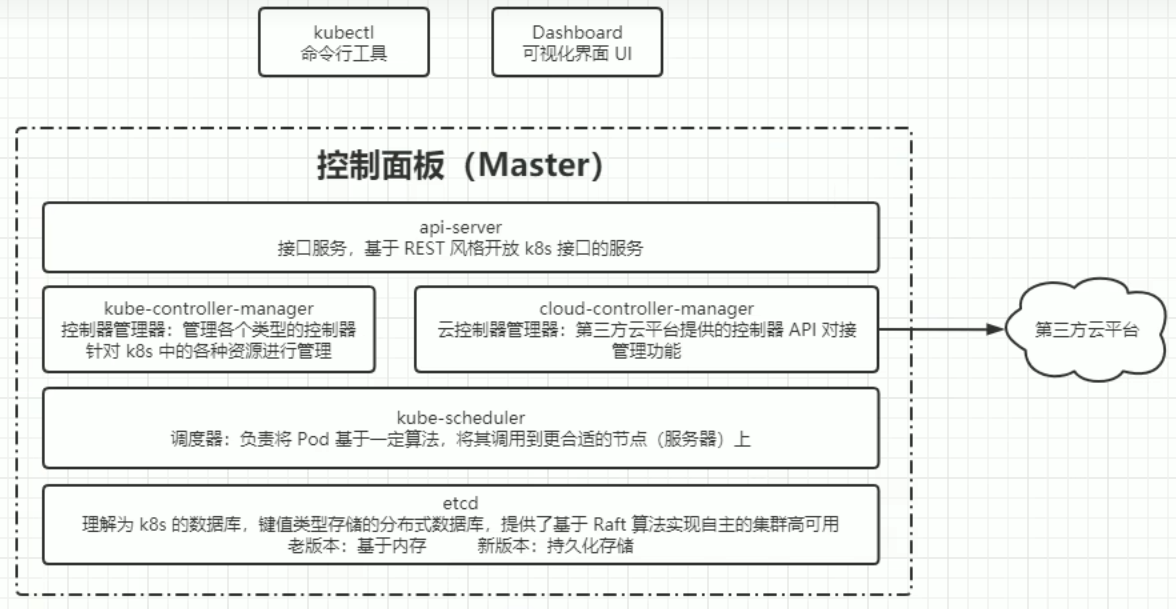 kubectl
命令行工具
Dashboard
可视化界面 UI
控制面板（Master）
api-server
接口服务，基于 REST 风格开放 k8s 接口的服务
kube-controller-manager
控制器管理器：管理各个类型的控制器
针对 k8s 中的各种资源进行管理
cloud-controller-manager
云控制器管理器：第三方云平台提供的控制器 API 对接
管理功能
第三方云平台
kube-scheduler
调度器：负责将 Pod 基于一定算法，将其调用到更合适的节点（服务器）上
etcd
理解为 k8s 的数据库，键值类型存储的分布式数据库，提供了基于 Raft 算法实现自主的集群高可用
老版本：基于内存 新版本：持久化存储